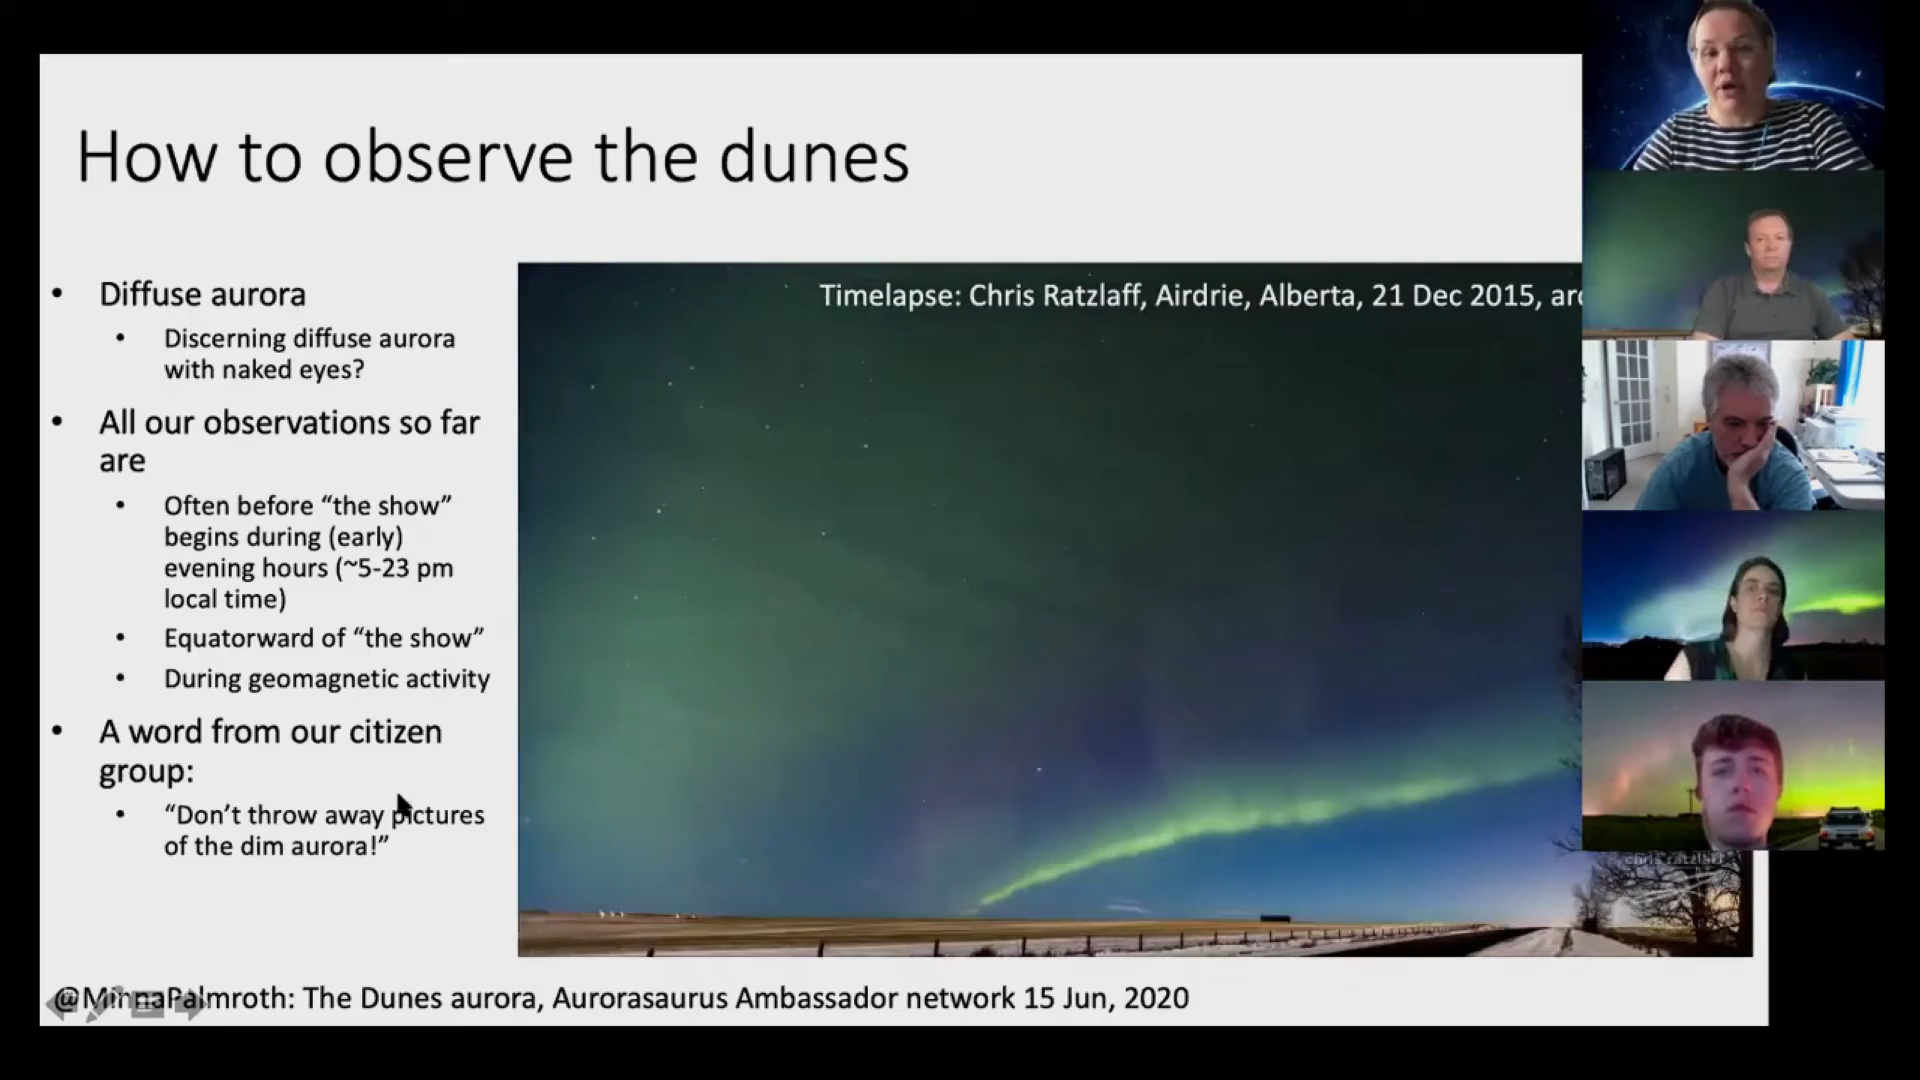 How to observe the dunes
Timelapse: Chris Ratzlaff, Airdrie, Alberta, 21 Dec 2015, arc
• Diffuse aurora
• Discerning diffuse aurora
with naked eyes?
• All our observations so far
are
• Often before “the show”
begins during (early)
evening hours (~5-23 pm
local time)
• Equatorward of “the show”
• During geomagnetic activity
• A word from our citizen
group:
• “Don’t throw away pictures
of the dim aurora!”
chris ratzlaff
@MinnaPalmroth: The Dunes aurora, Aurorasaurus Ambassador network 15 Jun, 2020